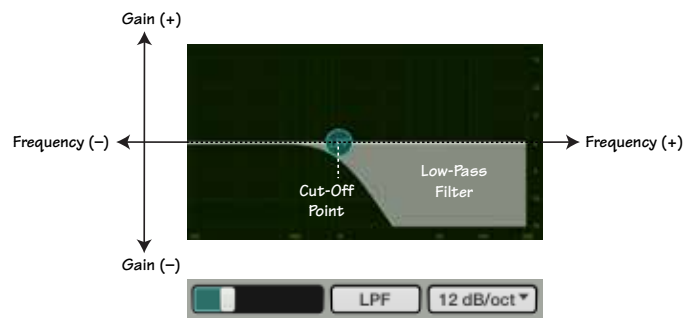 Gain (+)
Frequency (–)
Frequency (+)
Low-Pass
Filter
Cut-Off
Point
Gain (–)
LPF
12 dB/oct